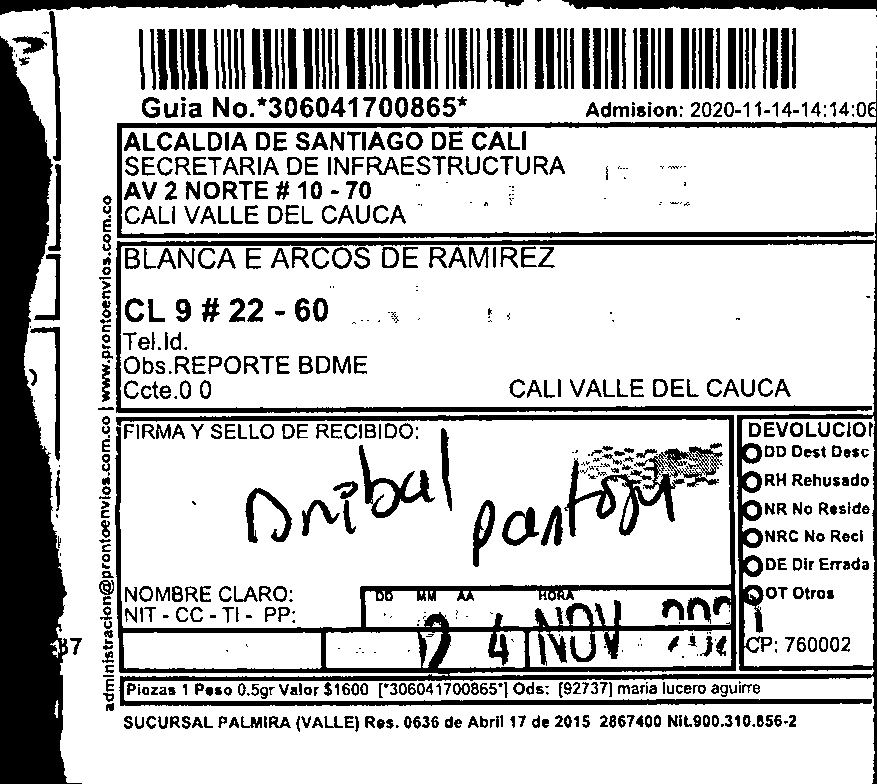 Guia No.*306041700865*
Admision: 2020-11-14-14:14:06
ALCALDIA DE SANTIAGO DE CALI
SECRETARIA DE INFRAESTRUCTURA
AV 2 NORTE # 10 - 70
CALI VALLE DEL CAUCA
BLANCA E ARCOS DE RAMIREZ
CL 9 # 22 - 60
Tel.Id.
Obs.REPORTE BDME
Ccte.0 0
CALI VALLE DEL CAUCA
administracion@prontoenvios.com.co | www.prontoenvios.com.co
FIRMA Y SELLO DE RECIBIDO:
Anibal
Pantoja
NOMBRE CLARO:
NIT - CC - TI - PP:
DD MM AA HORA
24 NOV
DEVOLUCIO
DD Dest Desc
RH Rehusado
NR No Reside
NRC No Reci
DE Dir Errada
OT Otros
CP: 760002
37
Piezas 1 Peso 0.5gr Valor $1600 [*306041700865*] Ods: [92737] maria lucero aguirre
SUCURSAL PALMIRA (VALLE) Res. 0636 de Abril 17 de 2015 2867400 Nit.900.310.856-2